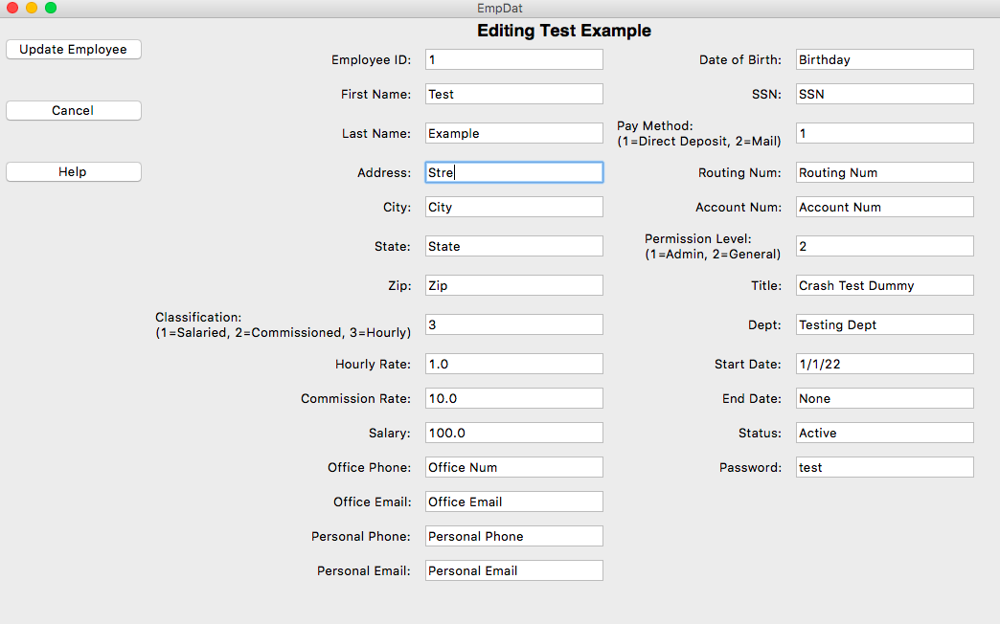 EmpDat
Editing Test Example
Update Employee
Cancel
Help
Employee ID: 1
First Name: Test
Last Name: Example
Address: Stre
City: City
State: State
Zip: Zip
Classification:
(1=Salaried, 2=Commissioned, 3=Hourly) 3
Hourly Rate: 1.0
Commission Rate: 10.0
Salary: 100.0
Office Phone: Office Num
Office Email: Office Email
Personal Phone: Personal Phone
Personal Email: Personal Email
Date of Birth: Birthday
SSN: SSN
Pay Method:
(1=Direct Deposit, 2=Mail) 1
Routing Num: Routing Num
Account Num: Account Num
Permission Level:
(1=Admin, 2=General) 2
Title: Crash Test Dummy
Dept: Testing Dept
Start Date: 1/1/22
End Date: None
Status: Active
Password: test